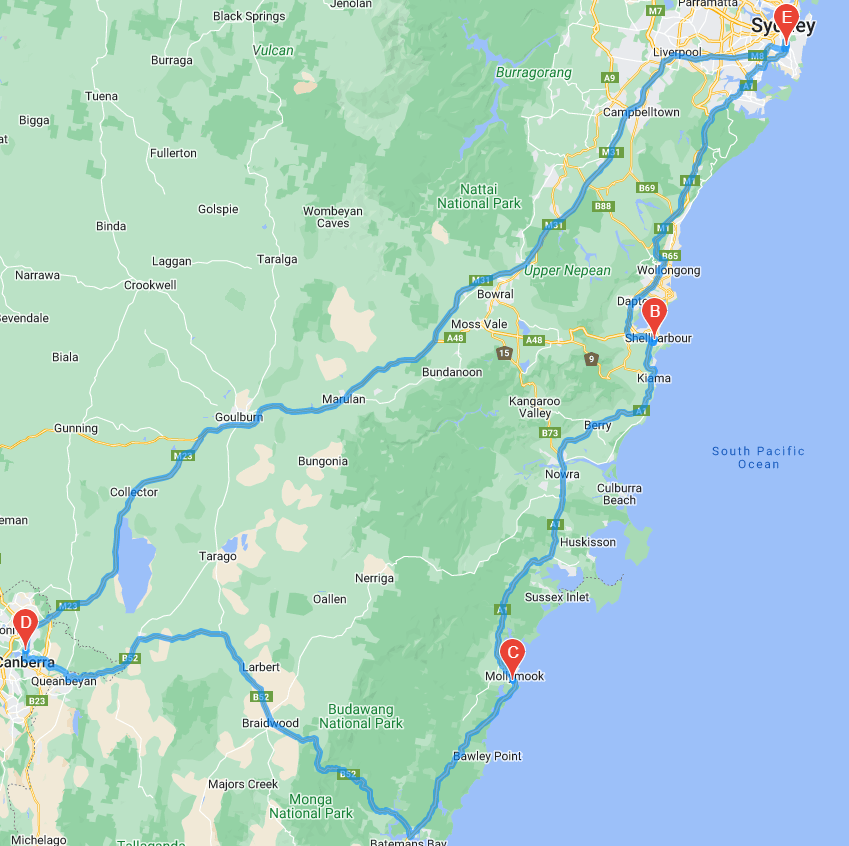 Jenolan
Parramatta
M7
Black Springs
E
Sydney
Vulcan
Liverpool
M8
Burraga
Burragorang
A9
A1
Tuena
Campbelltown
Bigga
Fullerton
M31
M1
B69
Nattai
National Park
B88
Golspie
Wombeyan
Caves
Binda
M31
M1
B65
Laggan
Taralga
Upper Nepean
Wollongong
Narrawa
Crookwell
M31
Bowral
Dapto
B
Moss Vale
Shellharbour
A48
A48
15
9
Biala
Bundanoon
Kiama
Marulan
Kangaroo
Valley
A1
Goulburn
Gunning
B73
Berry
M23
South Pacific
Ocean
Bungonia
Nowra
Collector
Culburra
Beach
A1
Tarago
Huskisson
Nerriga
Oallen
Sussex Inlet
M23
A1
D
C
Canberra
B52
Larbert
Mollymook
Queanbeyan
B23
B52
Budawang
National Park
Braidwood
Bawley Point
B52
Majors Creek
Monga
National Park
Michelago
Tallaganda
Batemans Bay